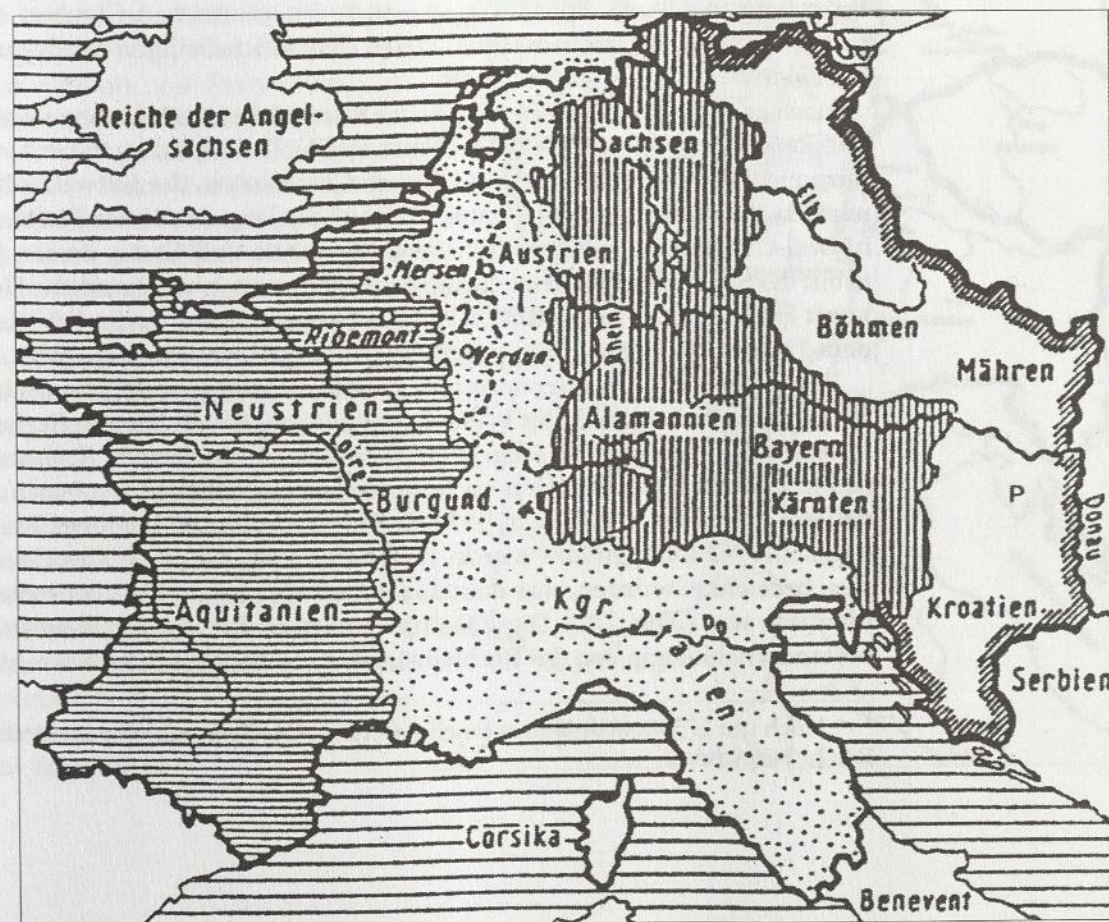 Reiche der Angel-
sachsen
Sachsen
Elbe
Mersen
Austrien
1
2
Ribemont
Verdun
Rhein
Böhmen
Mähren
Neustrien
Loire
Alamannien
Bayern
Burgund
Kärnten
P
Donau
Aquitanien
Kgr. Italien
Po
Kroatien
Serbien
Corsika
Benevent